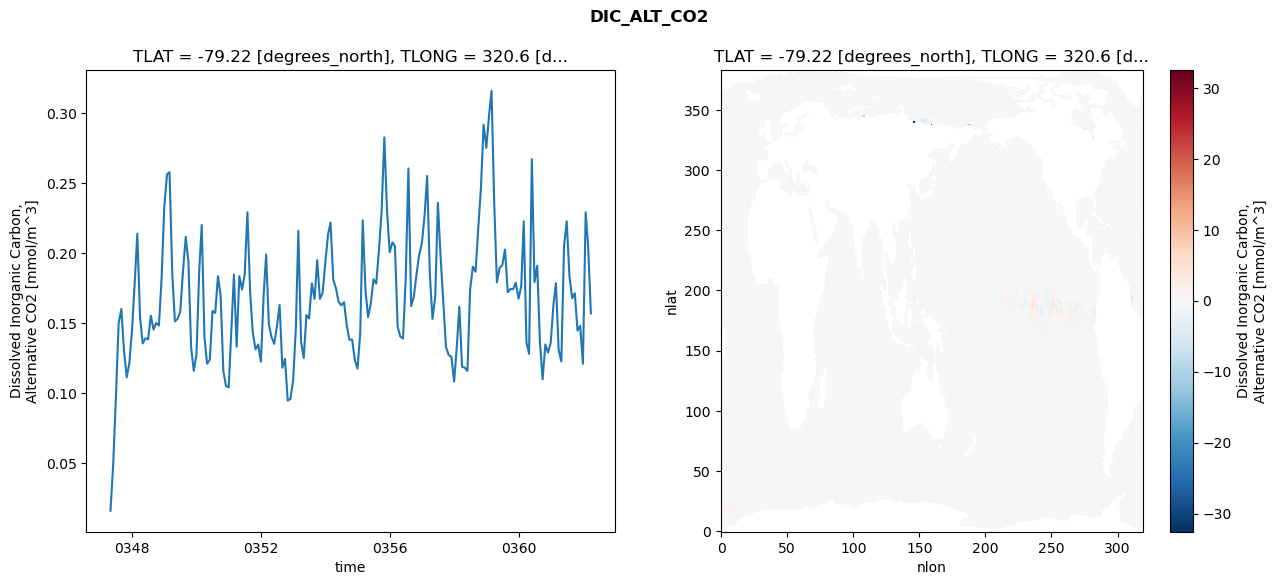 DIC_ALT_CO2
TLAT = -79.22 [degrees_north], TLONG = 320.6 [d...
Dissolved Inorganic Carbon,
Alternative CO2 [mmol/m^3]
0.30
0.25
0.20
0.15
0.10
0.05
0348 0352 0356 0360
time
TLAT = -79.22 [degrees_north], TLONG = 320.6 [d...
nlat
350
300
250
200
150
100
50
0
0 50 100 150 200 250 300
nlon
30
20
10
0
−10
−20
−30
Dissolved Inorganic Carbon,
Alternative CO2 [mmol/m^3]